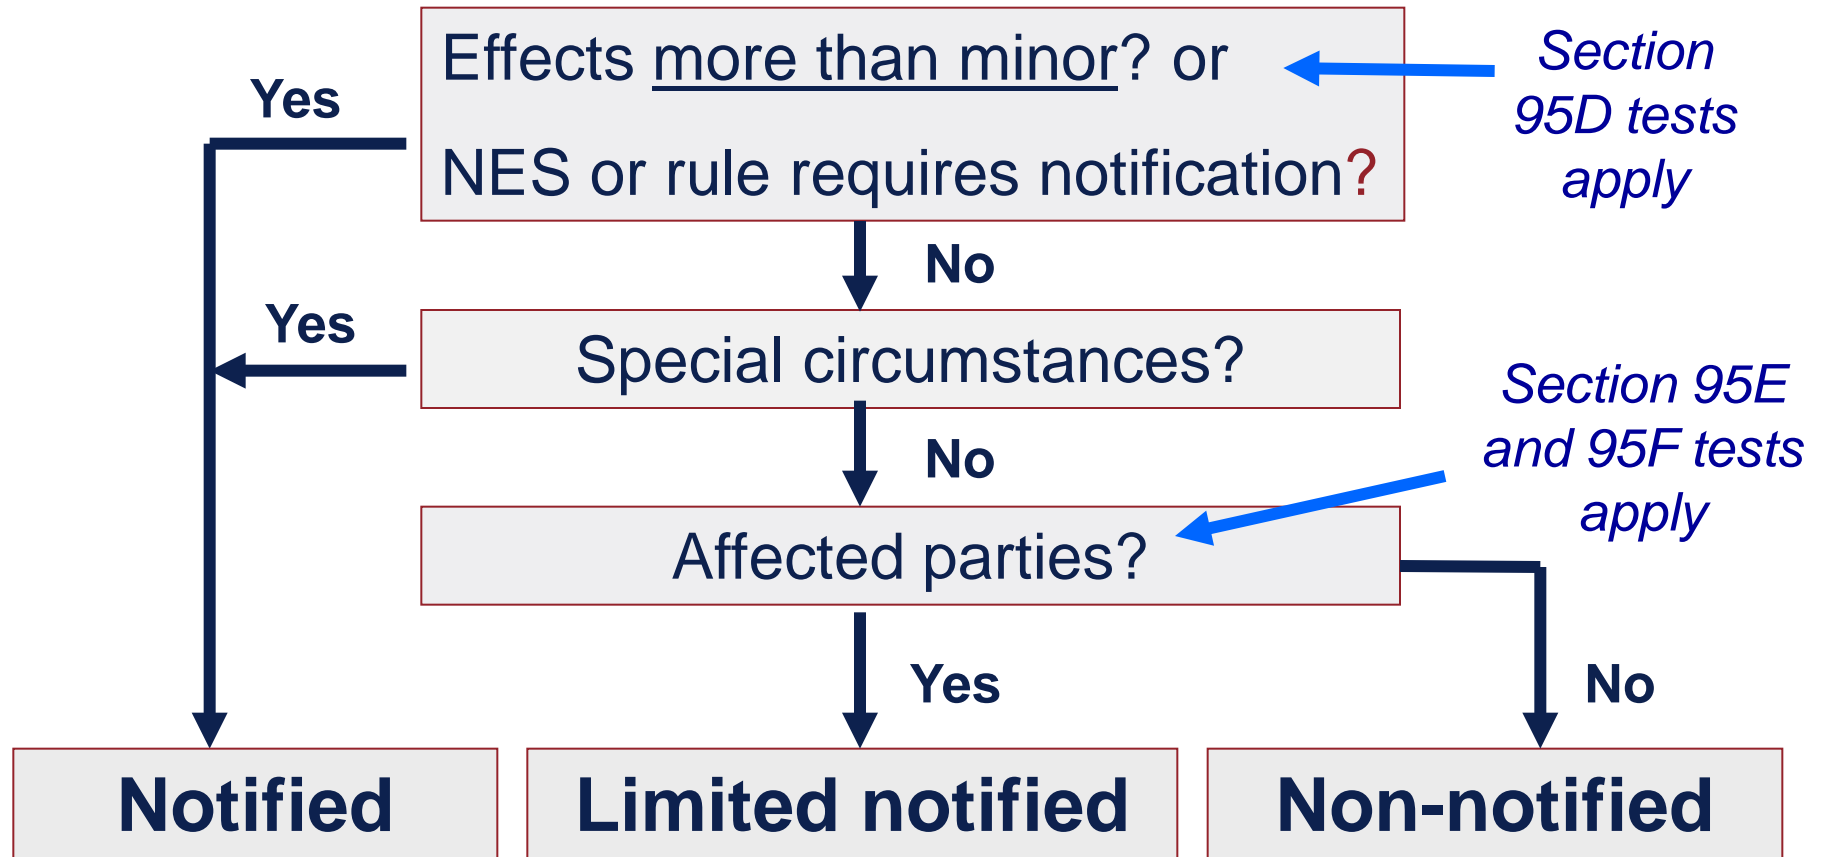 Effects more than minor? or
NES or rule requires notification?
Section
95D tests
apply
Yes
No
Yes
Special circumstances?
Section 95E
and 95F tests
apply
No
Affected parties?
Yes
No
Notified
Limited notified
Non-notified